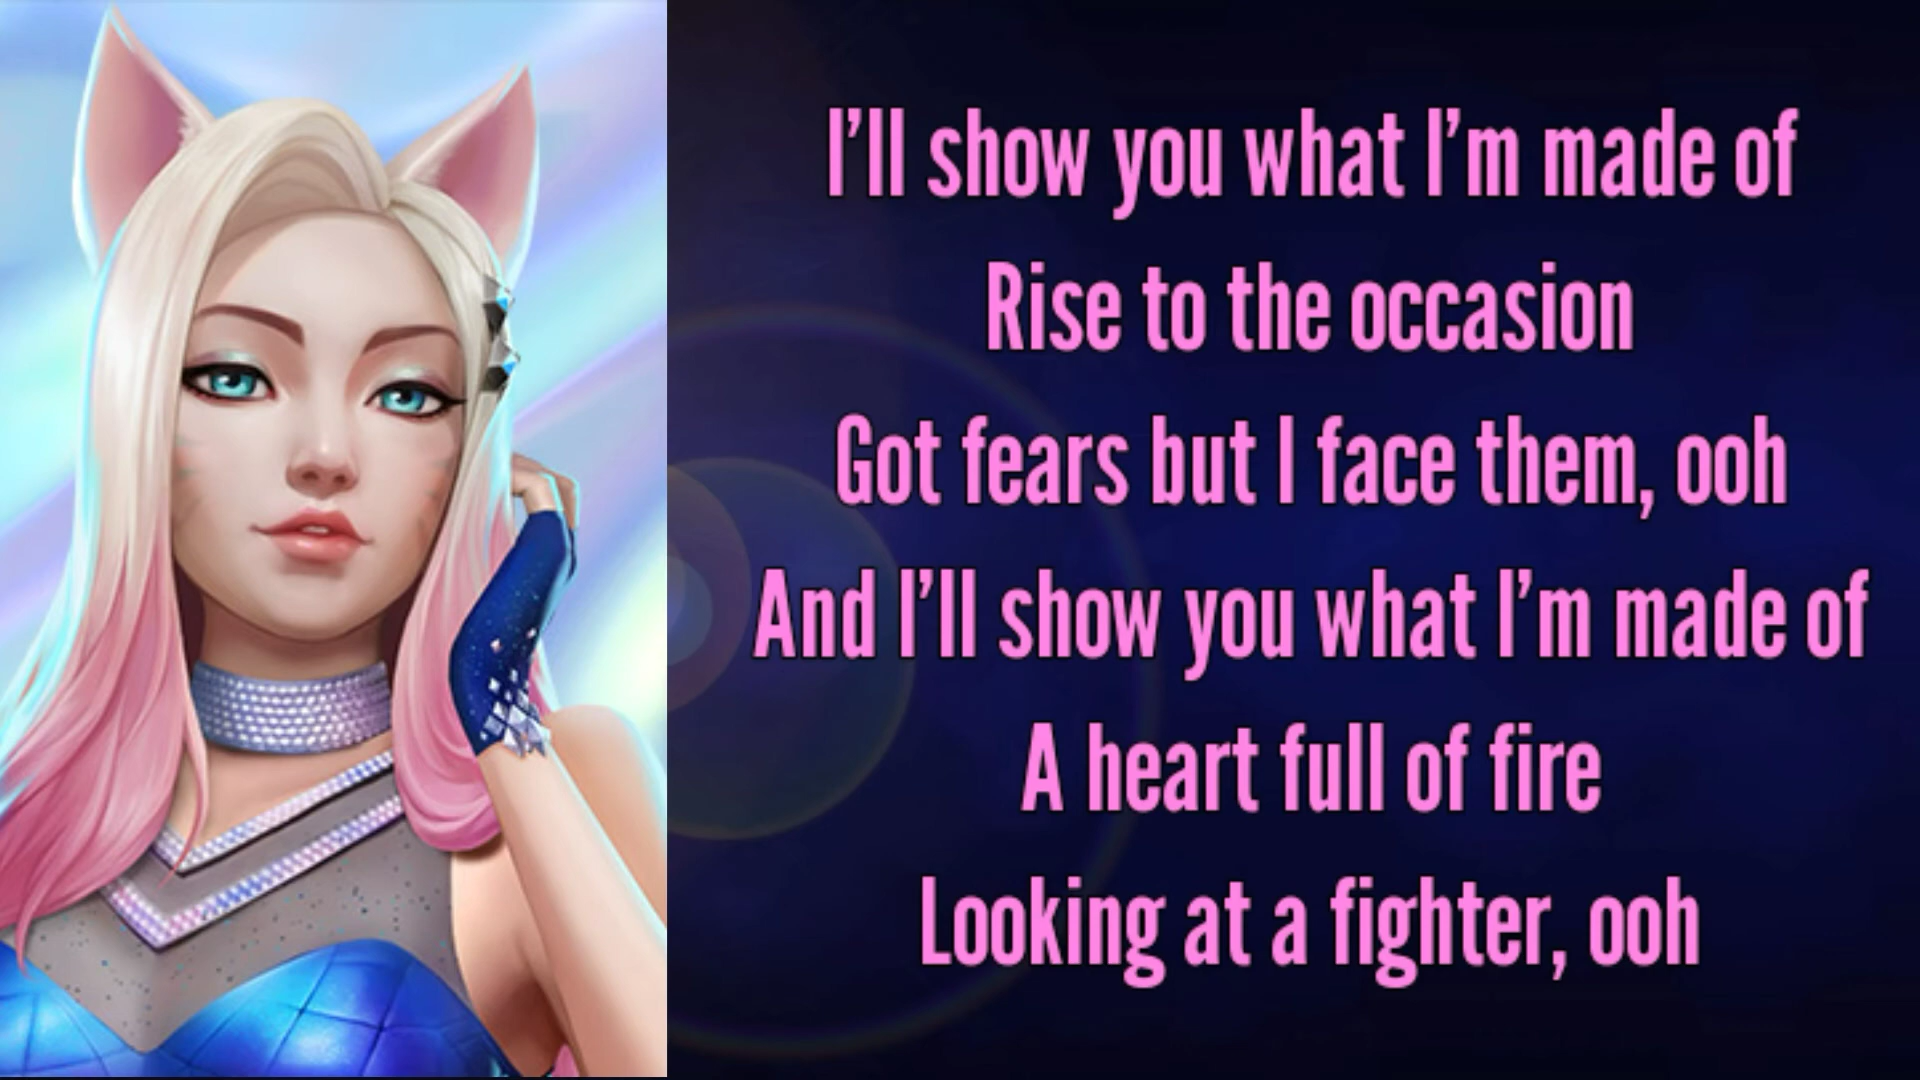 I’ll show you what I’m made of
Rise to the occasion
Got fears but I face them, ooh
And I’ll show you what I’m made of
A heart full of fire
Looking at a fighter, ooh